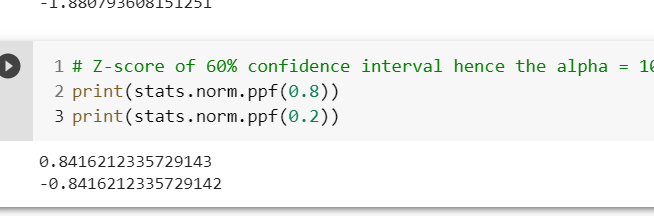 -1.880793608151251
1 # Z-score of 60% confidence interval hence the alpha = 10
2 print(stats.norm.ppf(0.8))
3 print(stats.norm.ppf(0.2))
0.8416212335729143
-0.8416212335729142